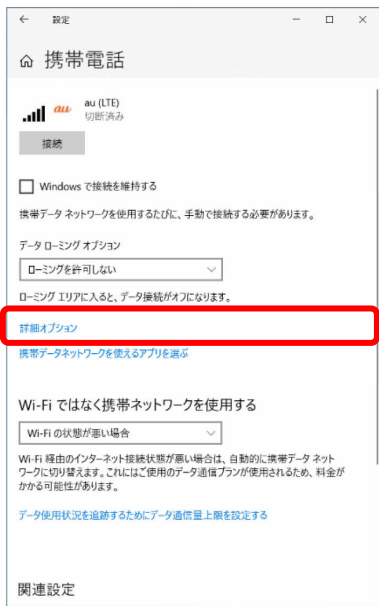 設定
携帯電話
au
au (LTE)
切断済み
接続
Windows で接続を維持する
携帯データ ネットワークを使用するたびに、手動で接続する必要があります。
データ ローミング オプション
ローミングを許可しない
ローミング エリアに入ると、データ接続がオフになります。
詳細オプション
携帯データネットワークを使えるアプリを選ぶ
Wi-Fi ではなく携帯ネットワークを使用する
Wi-Fi の状態が悪い場合
Wi-Fi 経由のインターネット接続状態が悪い場合は、自動的に携帯データ ネット
ワークに切り替えます。これにはご使用のデータ通信プランが使用されるため、料金が
かかる可能性があります。
データ使用状況を追跡するためにデータ通信量上限を設定する
関連設定